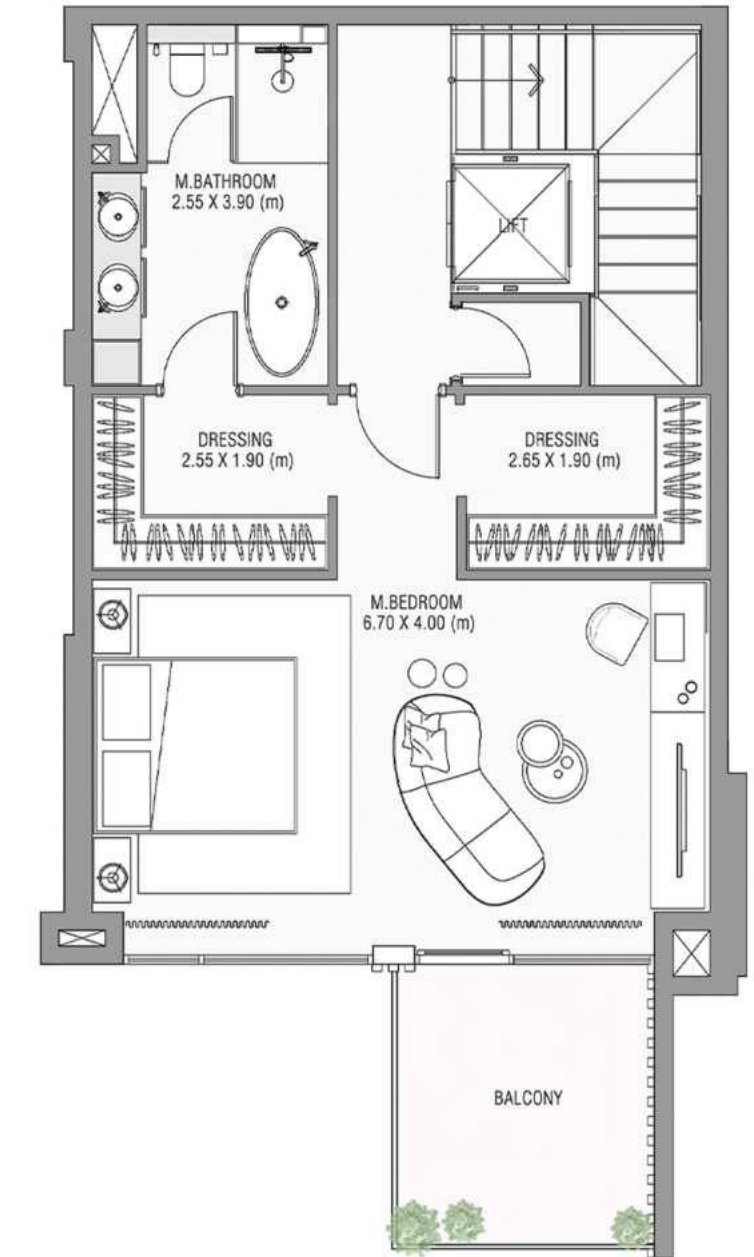 M.BATHROOM
2.55 X 3.90 (m)
LIFT
DRESSING
2.55 X 1.90 (m)
DRESSING
2.65 X 1.90 (m)
M.BEDROOM
6.70 X 4.00 (m)
BALCONY